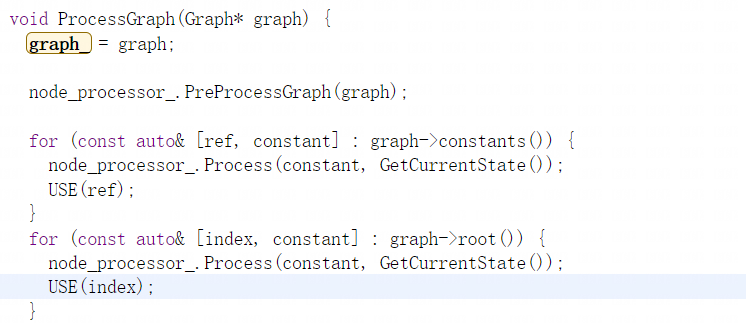 void ProcessGraph(Graph* graph) {
  graph_ = graph;

  node_processor_.PreProcessGraph(graph);

  for (const auto& [ref, constant] : graph->constants()) {
    node_processor_.Process(constant, GetCurrentState());
    USE(ref);
  }
  for (const auto& [index, constant] : graph->root()) {
    node_processor_.Process(constant, GetCurrentState());
    USE(index);
  }